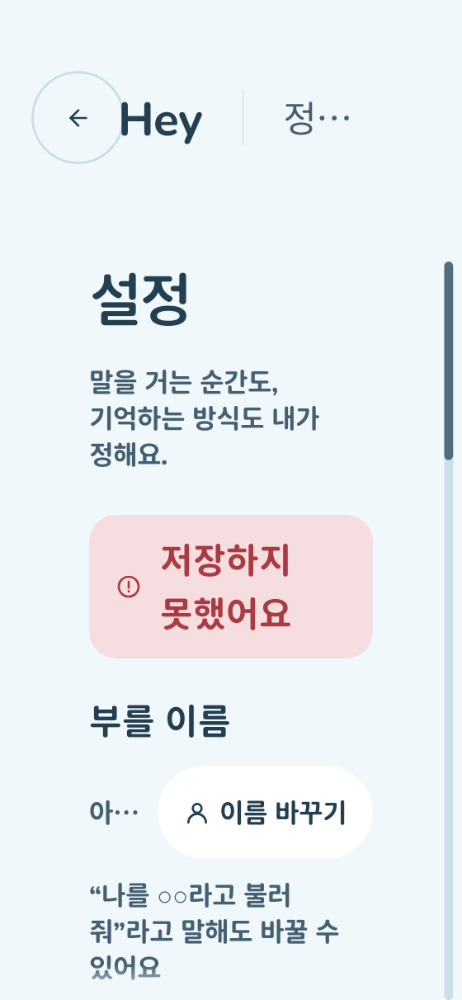 Hey
정…
설정
말을 거는 순간도,
기억하는 방식도 내가
정해요.
저장하지
못했어요
부를 이름
아…
이름 바꾸기
“나를 ○○라고 불러
줘”라고 말해도 바꿀 수
있어요